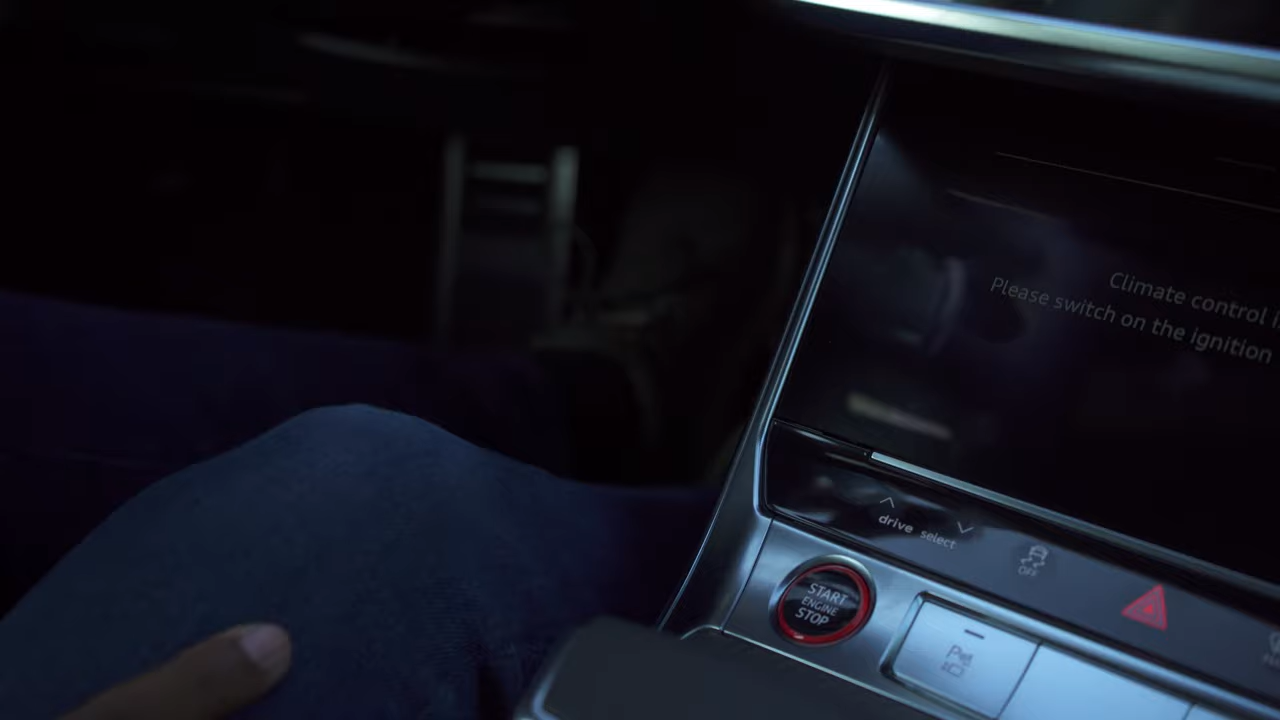 Climate control
Please switch on the ignition
drive select
OFF
START
ENGINE
STOP
P